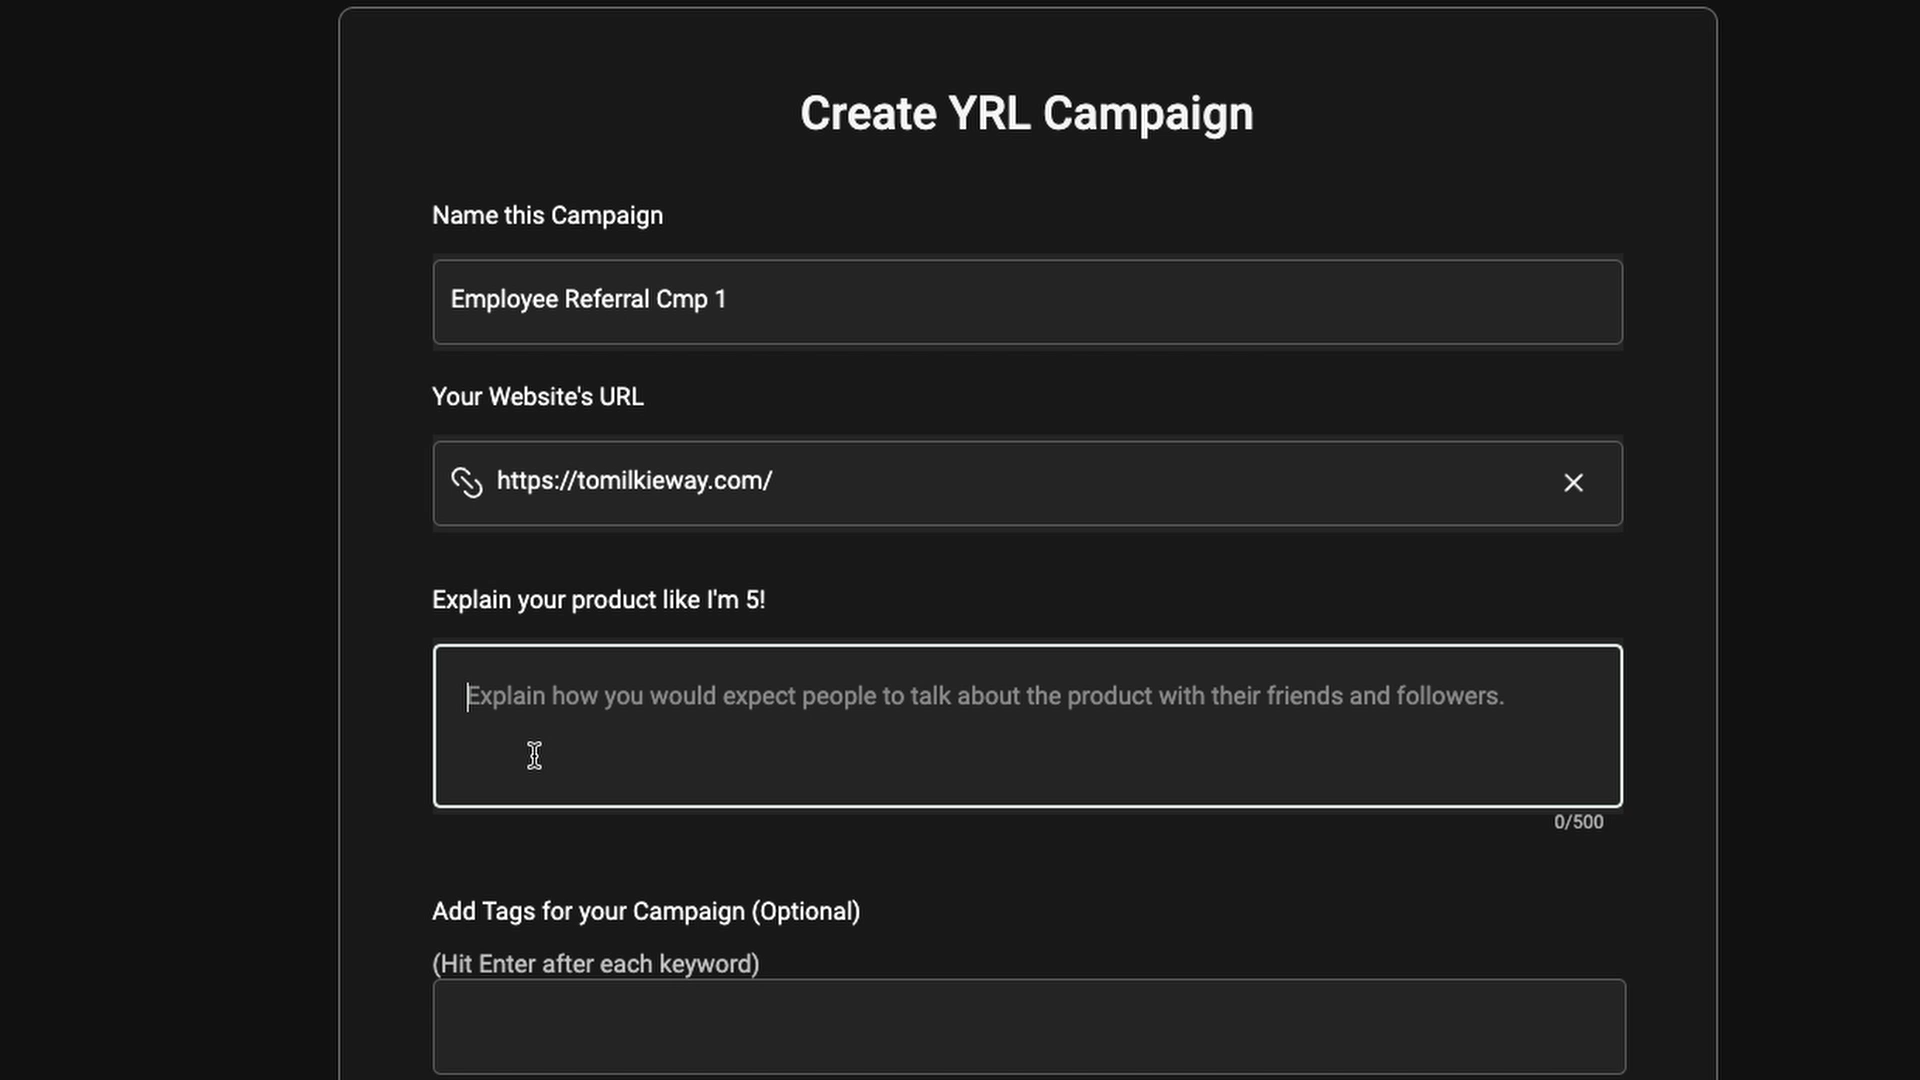 Create YRL Campaign
Name this Campaign
Employee Referral Cmp 1
Your Website's URL
https://tomilkieway.com/
Explain your product like I'm 5!
Explain how you would expect people to talk about the product with their friends and followers.
0/500
Add Tags for your Campaign (Optional)
(Hit Enter after each keyword)